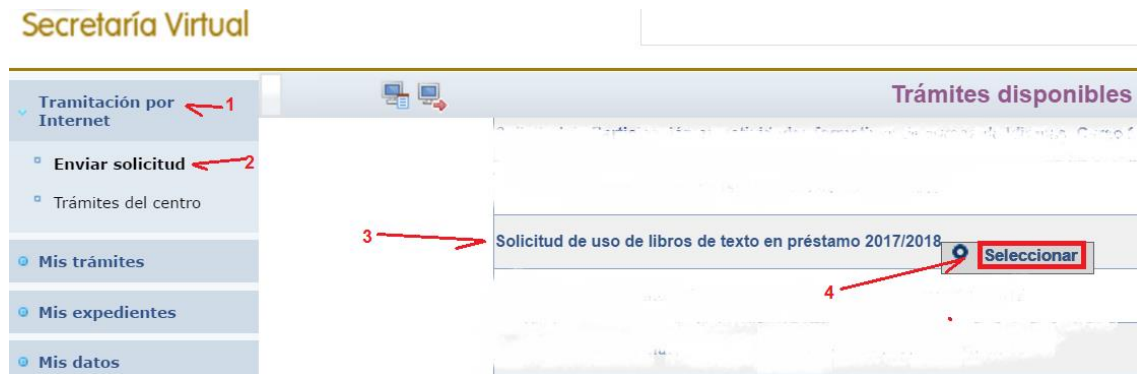 Secretaría Virtual
Tramitación por
Internet
1
Enviar solicitud
2
Trámites del centro
Mis trámites
Mis expedientes
Mis datos
Trámites disponibles
3
Solicitud de uso de libros de texto en préstamo 2017/2018
Seleccionar
4